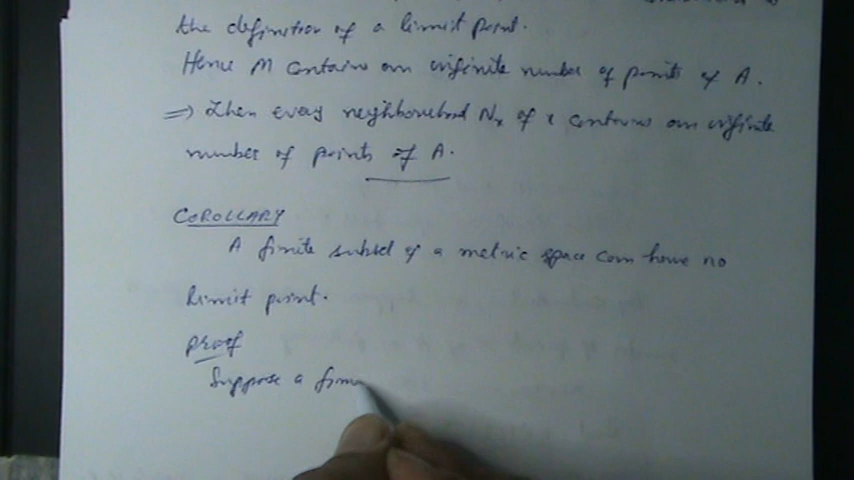 the definition of a limit point.
Hence M contains an infinite number of points of A.
=> Then every neighbourhood Nx of x contains an infinite
number of points of A.
COROLLARY
A finite subset of a metric space can have no
limit point.
Proof
Suppose a fin